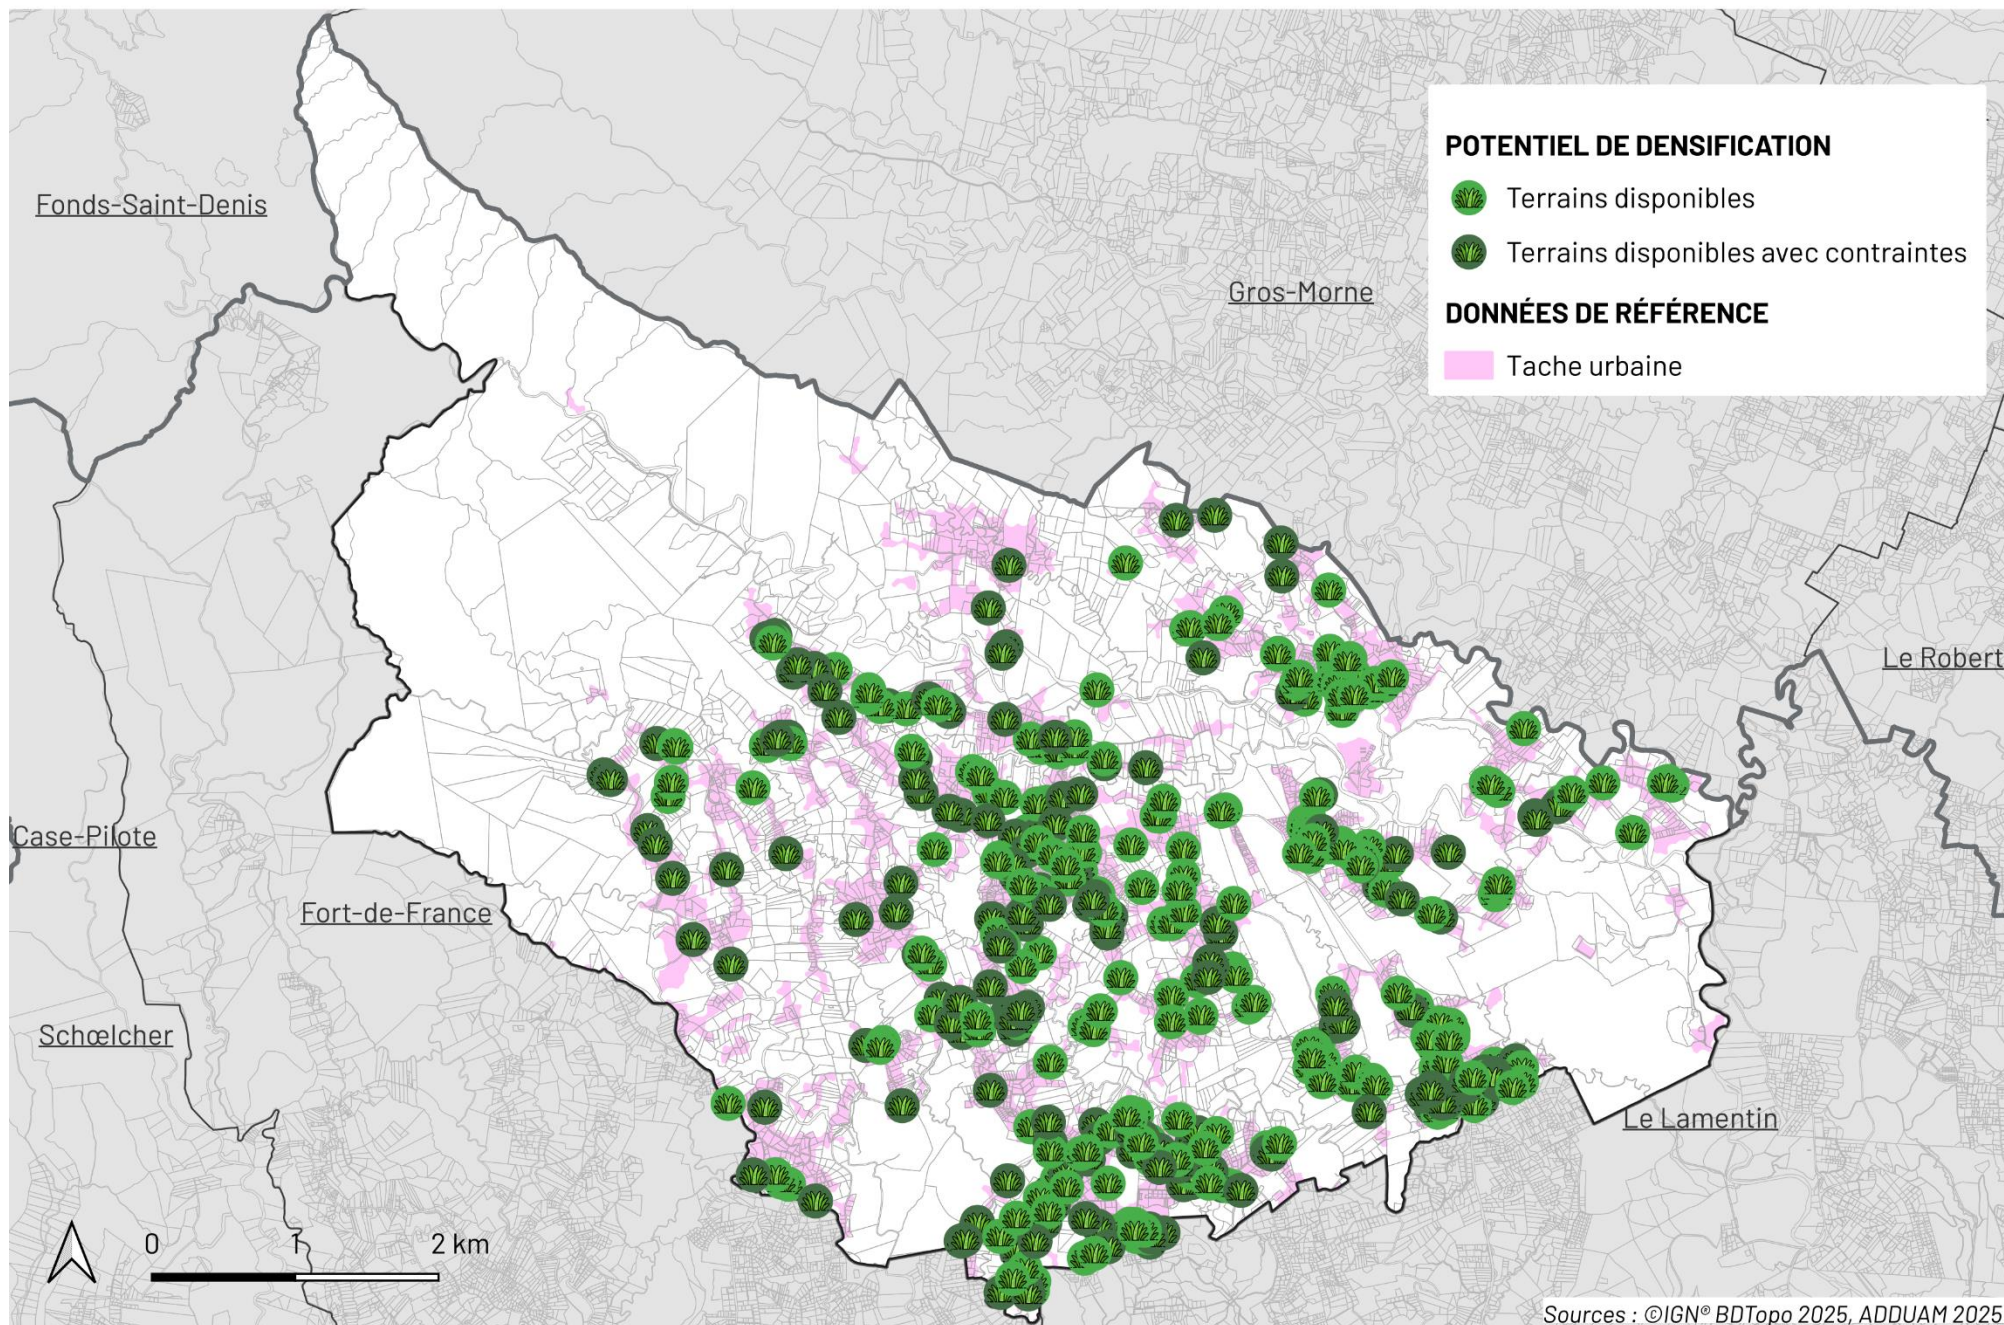 POTENTIEL DE DENSIFICATION
Terrains disponibles
Terrains disponibles avec contraintes
DONNÉES DE RÉFÉRENCE
Tache urbaine
Fonds-Saint-Denis
Gros-Morne
Le Robert
Case-Pilote
Fort-de-France
Schœlcher
Le Lamentin
0 1 2 km
Sources : ©IGN® BDTopo 2025, ADDUAM 2025